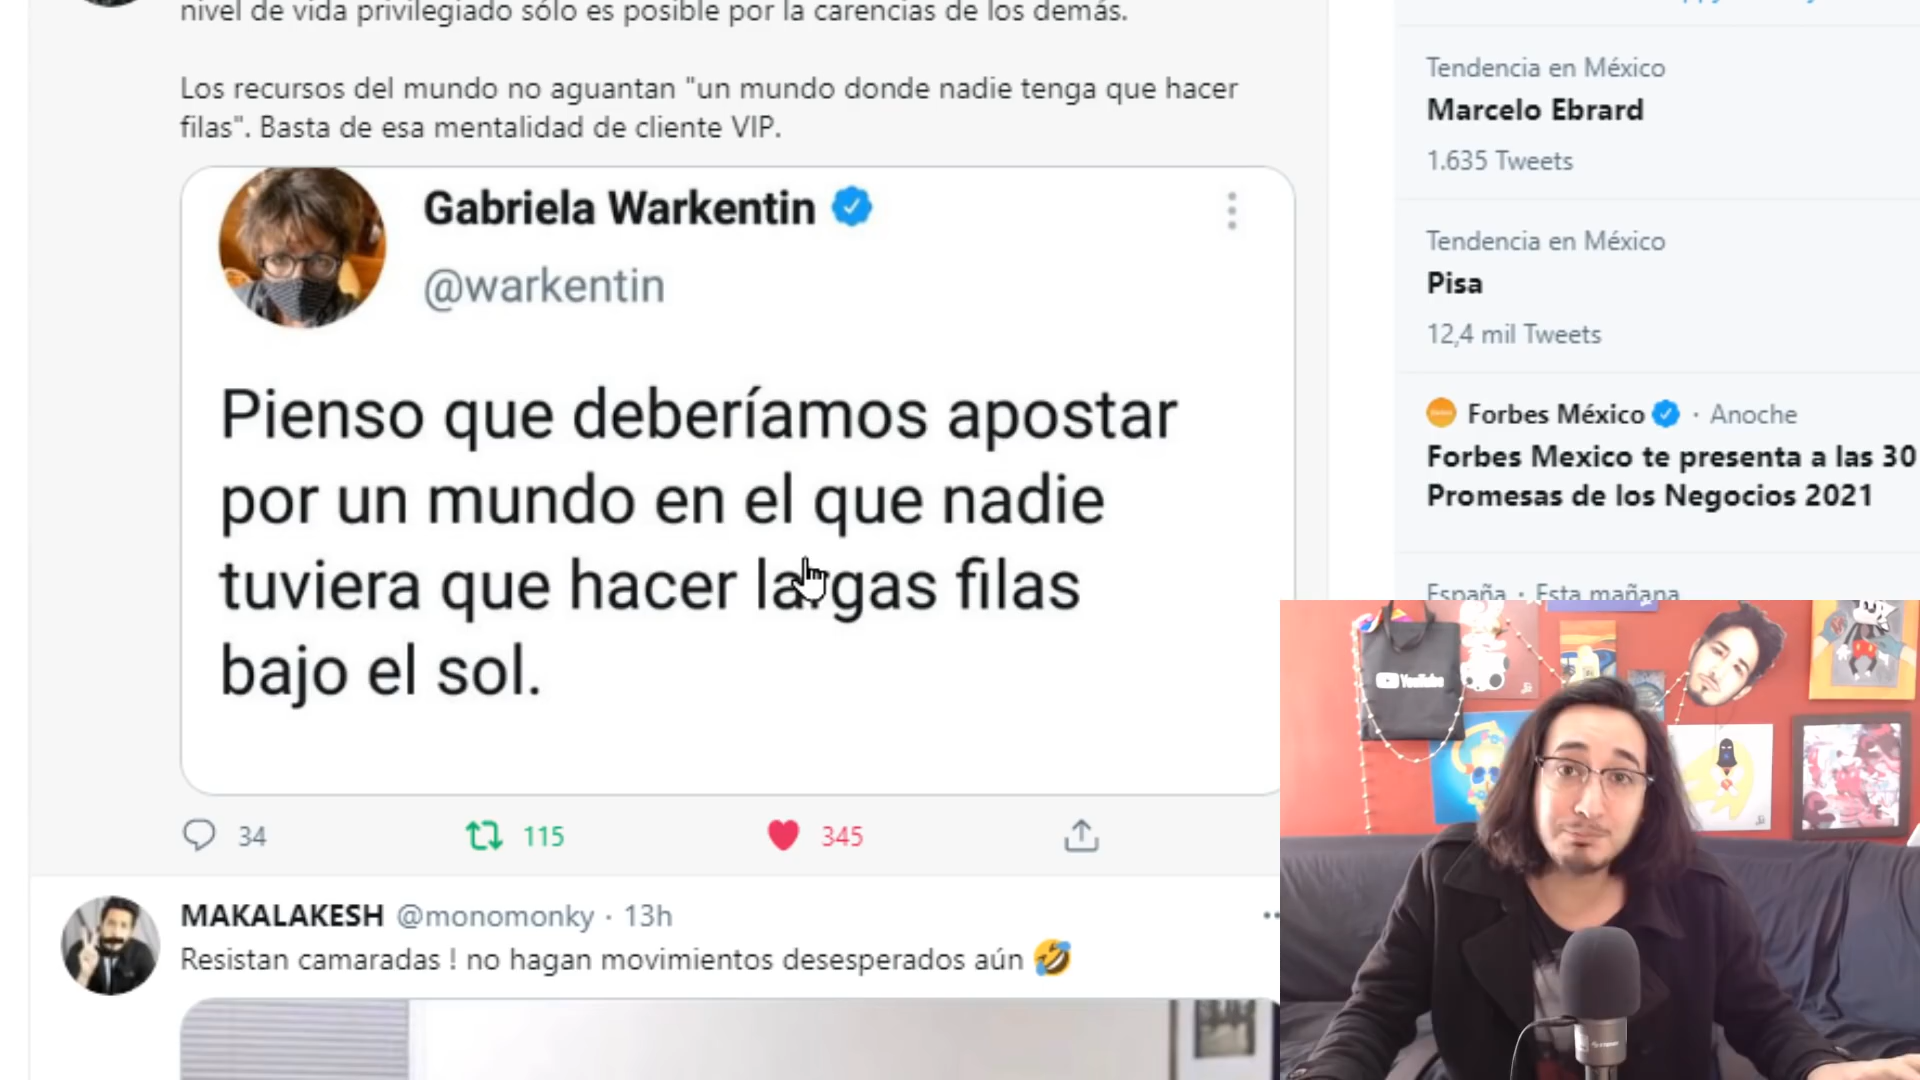 nivel de vida privilegiado sólo es posible por la carencias de los demás.
Los recursos del mundo no aguantan "un mundo donde nadie tenga que hacer
filas". Basta de esa mentalidad de cliente VIP.
Gabriela Warkentin
@warkentin
Pienso que deberíamos apostar
por un mundo en el que nadie
tuviera que hacer largas filas
bajo el sol.
34 115 345
MAKALAKESH @monomonky · 13h
Resistan camaradas ! no hagan movimientos desesperados aún 🤣
Tendencia en México
Marcelo Ebrard
1.635 Tweets
Tendencia en México
Pisa
12,4 mil Tweets
Forbes México · Anoche
Forbes Mexico te presenta a las 30
Promesas de los Negocios 2021
España · Esta mañana
YouTube